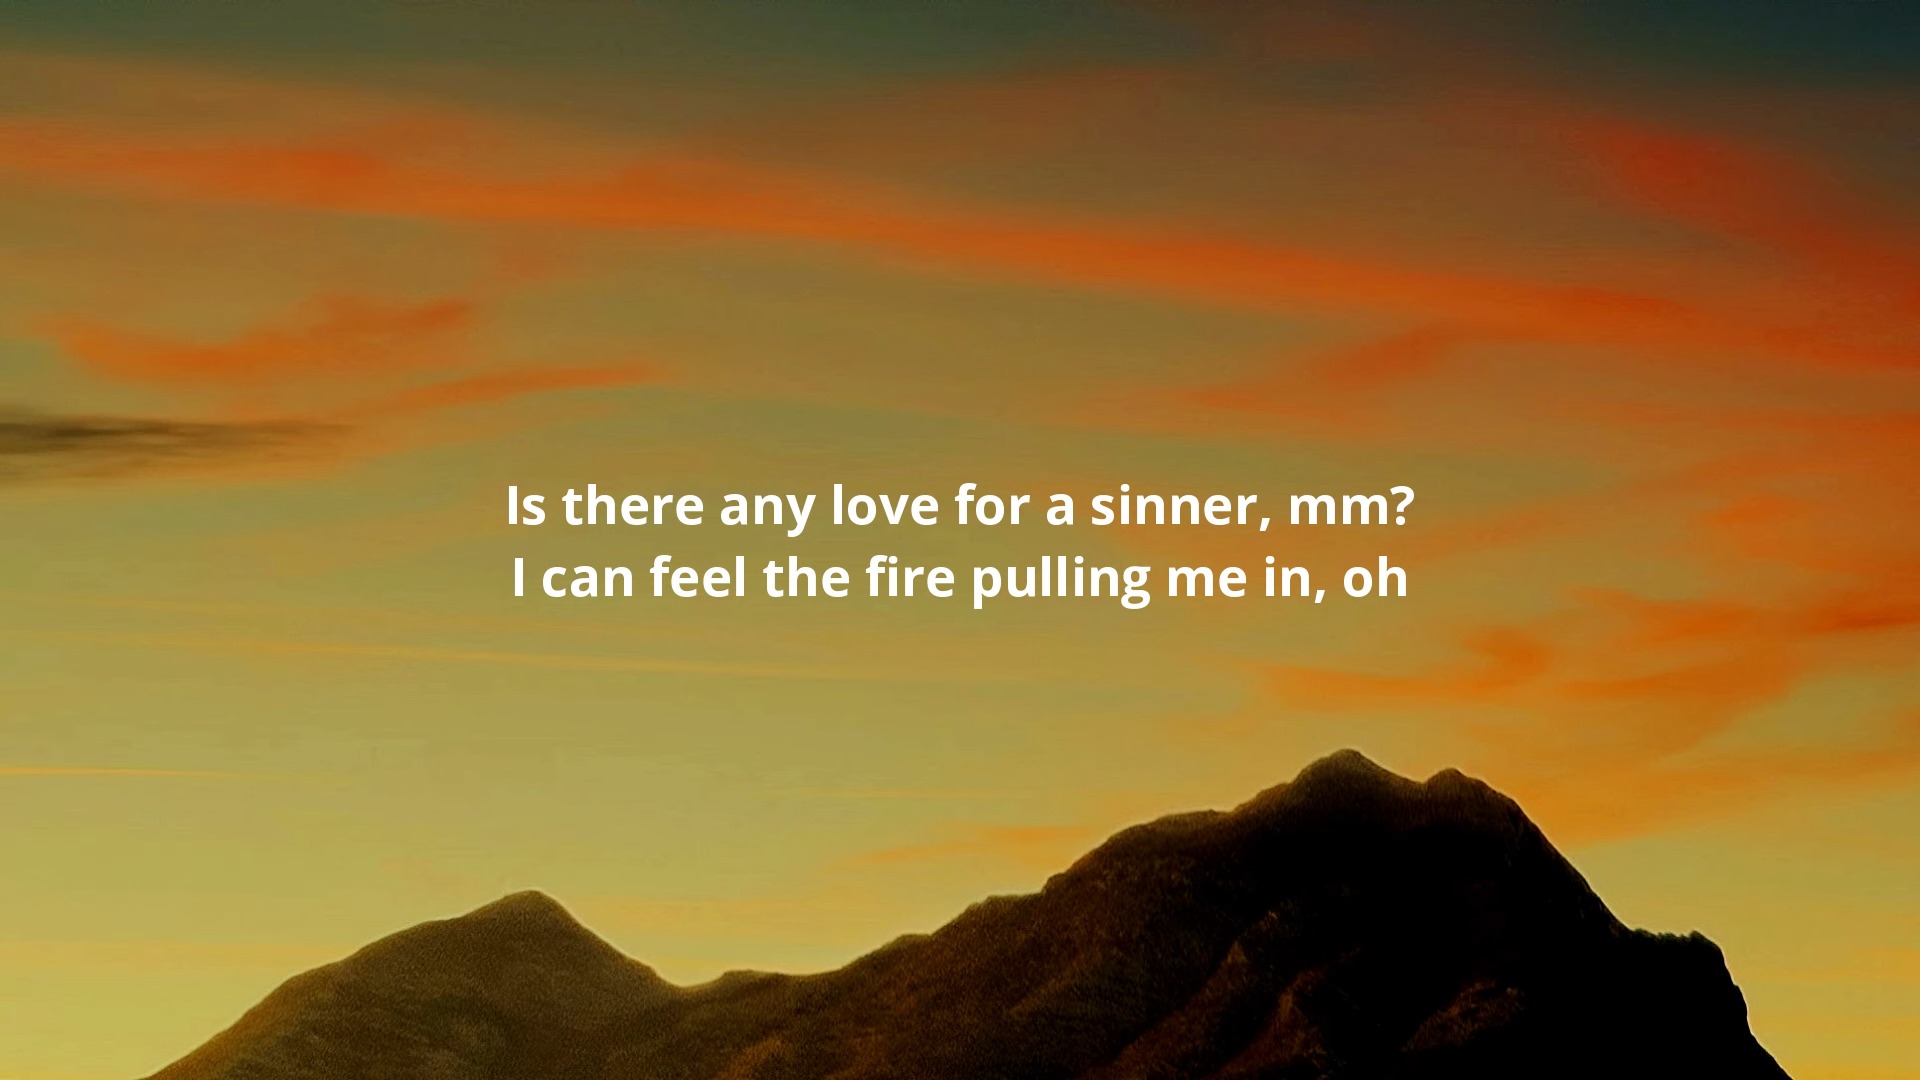 Is there any love for a sinner, mm?
I can feel the fire pulling me in, oh